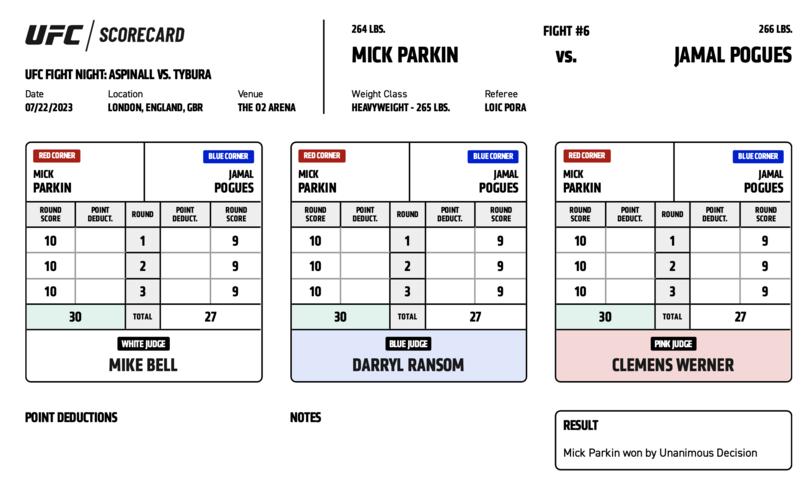 UFC / SCORECARD
UFC FIGHT NIGHT: ASPINALL VS. TYBURA
Date Location Venue
07/22/2023 LONDON, ENGLAND, GBR THE O2 ARENA
264 LBS. FIGHT #6 266 LBS.
MICK PARKIN VS. JAMAL POGUES
Weight Class Referee
HEAVYWEIGHT - 265 LBS. LOIC PORA
RED CORNER BLUE CORNER
MICK JAMAL
PARKIN POGUES
ROUND SCORE POINT DEDUCT. ROUND POINT DEDUCT. ROUND SCORE
10 1 9
10 2 9
10 3 9
30 TOTAL 27
WHITE JUDGE
MIKE BELL
RED CORNER BLUE CORNER
MICK JAMAL
PARKIN POGUES
ROUND SCORE POINT DEDUCT. ROUND POINT DEDUCT. ROUND SCORE
10 1 9
10 2 9
10 3 9
30 TOTAL 27
BLUE JUDGE
DARRYL RANSOM
RED CORNER BLUE CORNER
MICK JAMAL
PARKIN POGUES
ROUND SCORE POINT DEDUCT. ROUND POINT DEDUCT. ROUND SCORE
10 1 9
10 2 9
10 3 9
30 TOTAL 27
PINK JUDGE
CLEMENS WERNER
POINT DEDUCTIONS
NOTES
RESULT
Mick Parkin won by Unanimous Decision